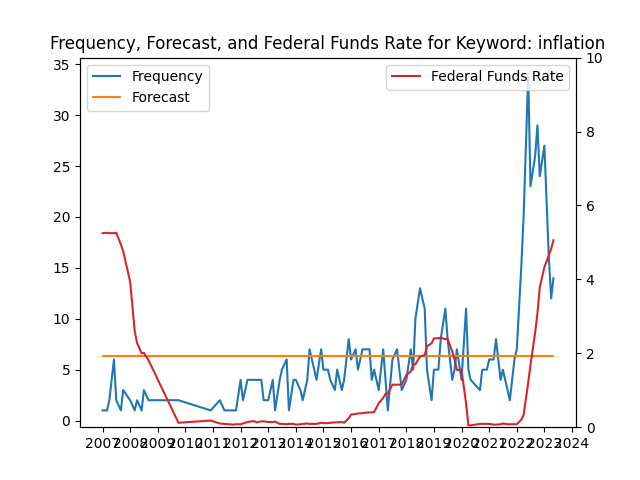 Frequency, Forecast, and Federal Funds Rate for Keyword: inflation
Frequency
Forecast
Federal Funds Rate
35
30
25
20
15
10
5
0
10
8
6
4
2
0
2007 2008 2009 2010 2011 2012 2013 2014 2015 2016 2017 2018 2019 2020 2021 2022 2023 2024